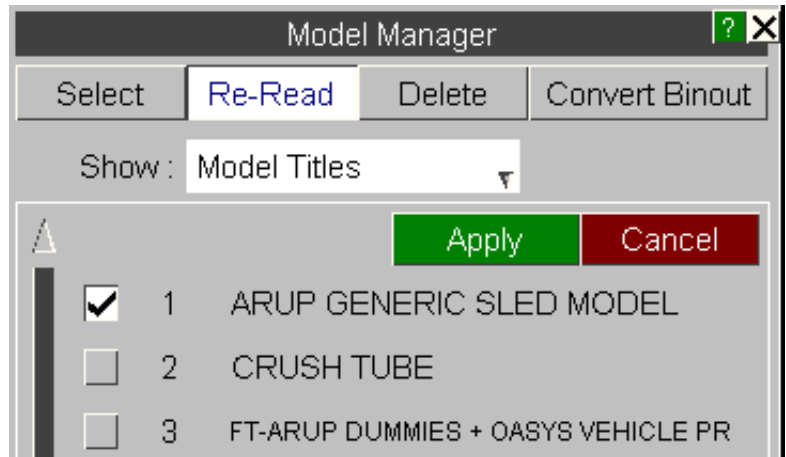 Model Manager ?
Select Re-Read Delete Convert Binout
Show : Model Titles
Apply Cancel
1 ARUP GENERIC SLED MODEL
2 CRUSH TUBE
3 FT-ARUP DUMMIES + OASYS VEHICLE PR